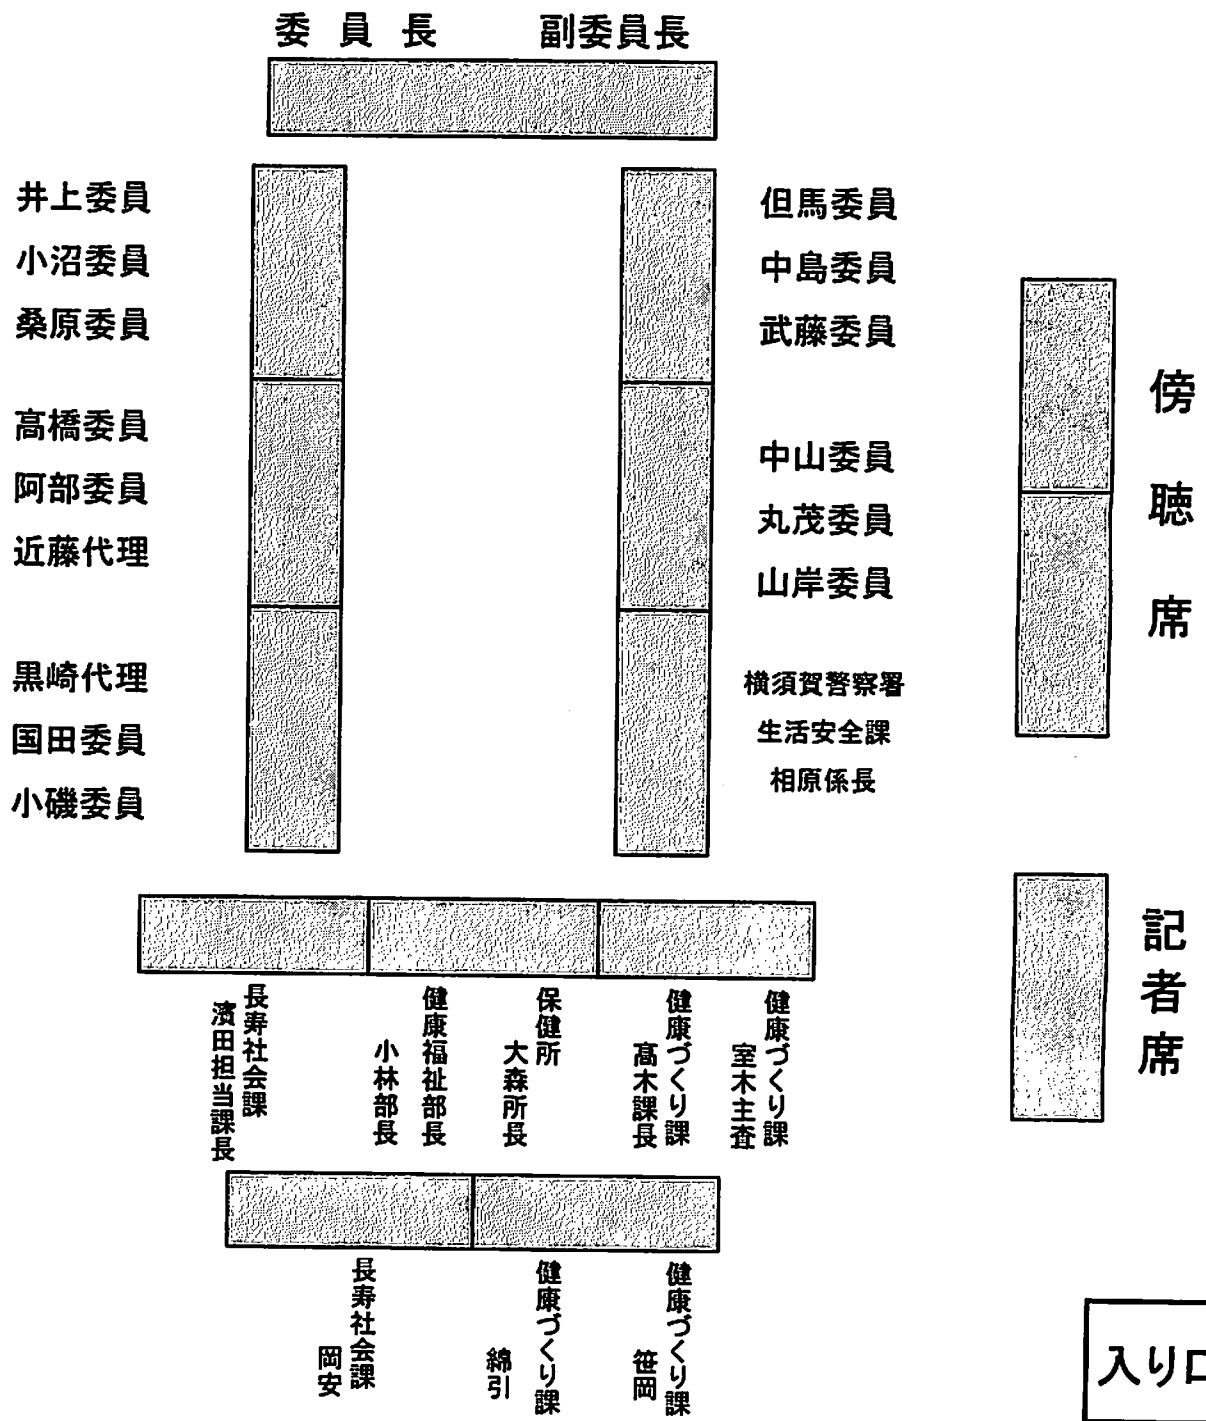 委員長　副委員長
井上委員
小沼委員
桑原委員
高橋委員
阿部委員
近藤代理
黒崎代理
国田委員
小磯委員
但馬委員
中島委員
武藤委員
中山委員
丸茂委員
山岸委員
横須賀警察署
生活安全課
相原係長
傍聴席
記者席
長寿社会課
濱田担当課長
健康福祉部長
小林部長
保健所
大森所長
健康づくり課
髙木課長
健康づくり課
室木主査
長寿社会課
岡安
健康づくり課
綿引
健康づくり課
笹岡
入り口